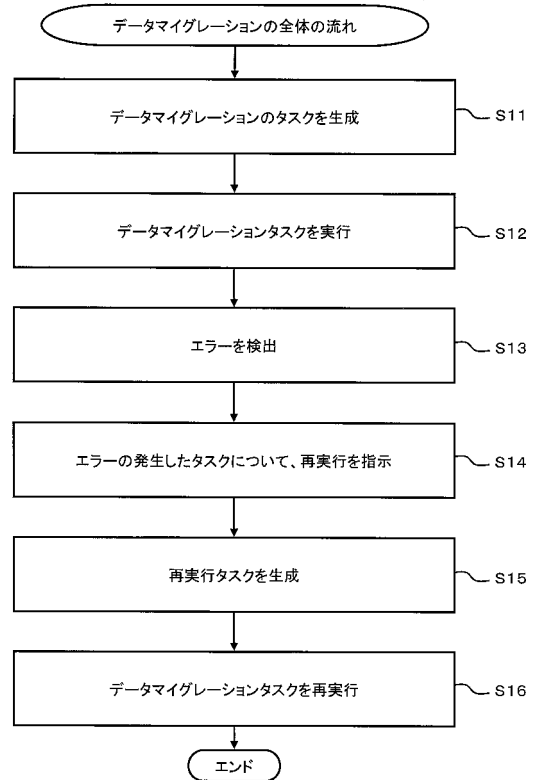 データマイグレーションの全体の流れ
データマイグレーションのタスクを生成
S11
データマイグレーションタスクを実行
S12
エラーを検出
S13
エラーの発生したタスクについて、再実行を指示
S14
再実行タスクを生成
S15
データマイグレーションタスクを再実行
S16
エンド